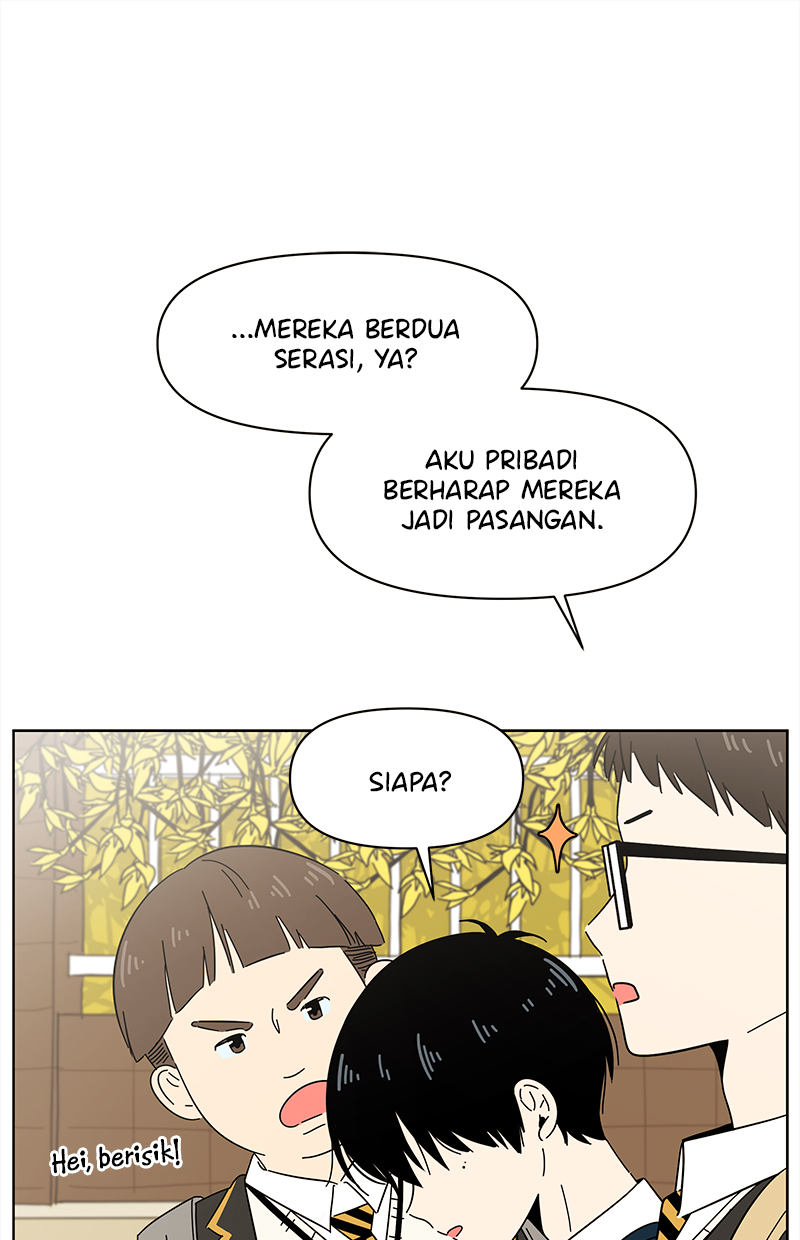 ...MEREKA BERDUA
SERASI, YA?
AKU PRIBADI
BERHARAP MEREKA
JADI PASANGAN.
SIAPA?
Hei, berisik!